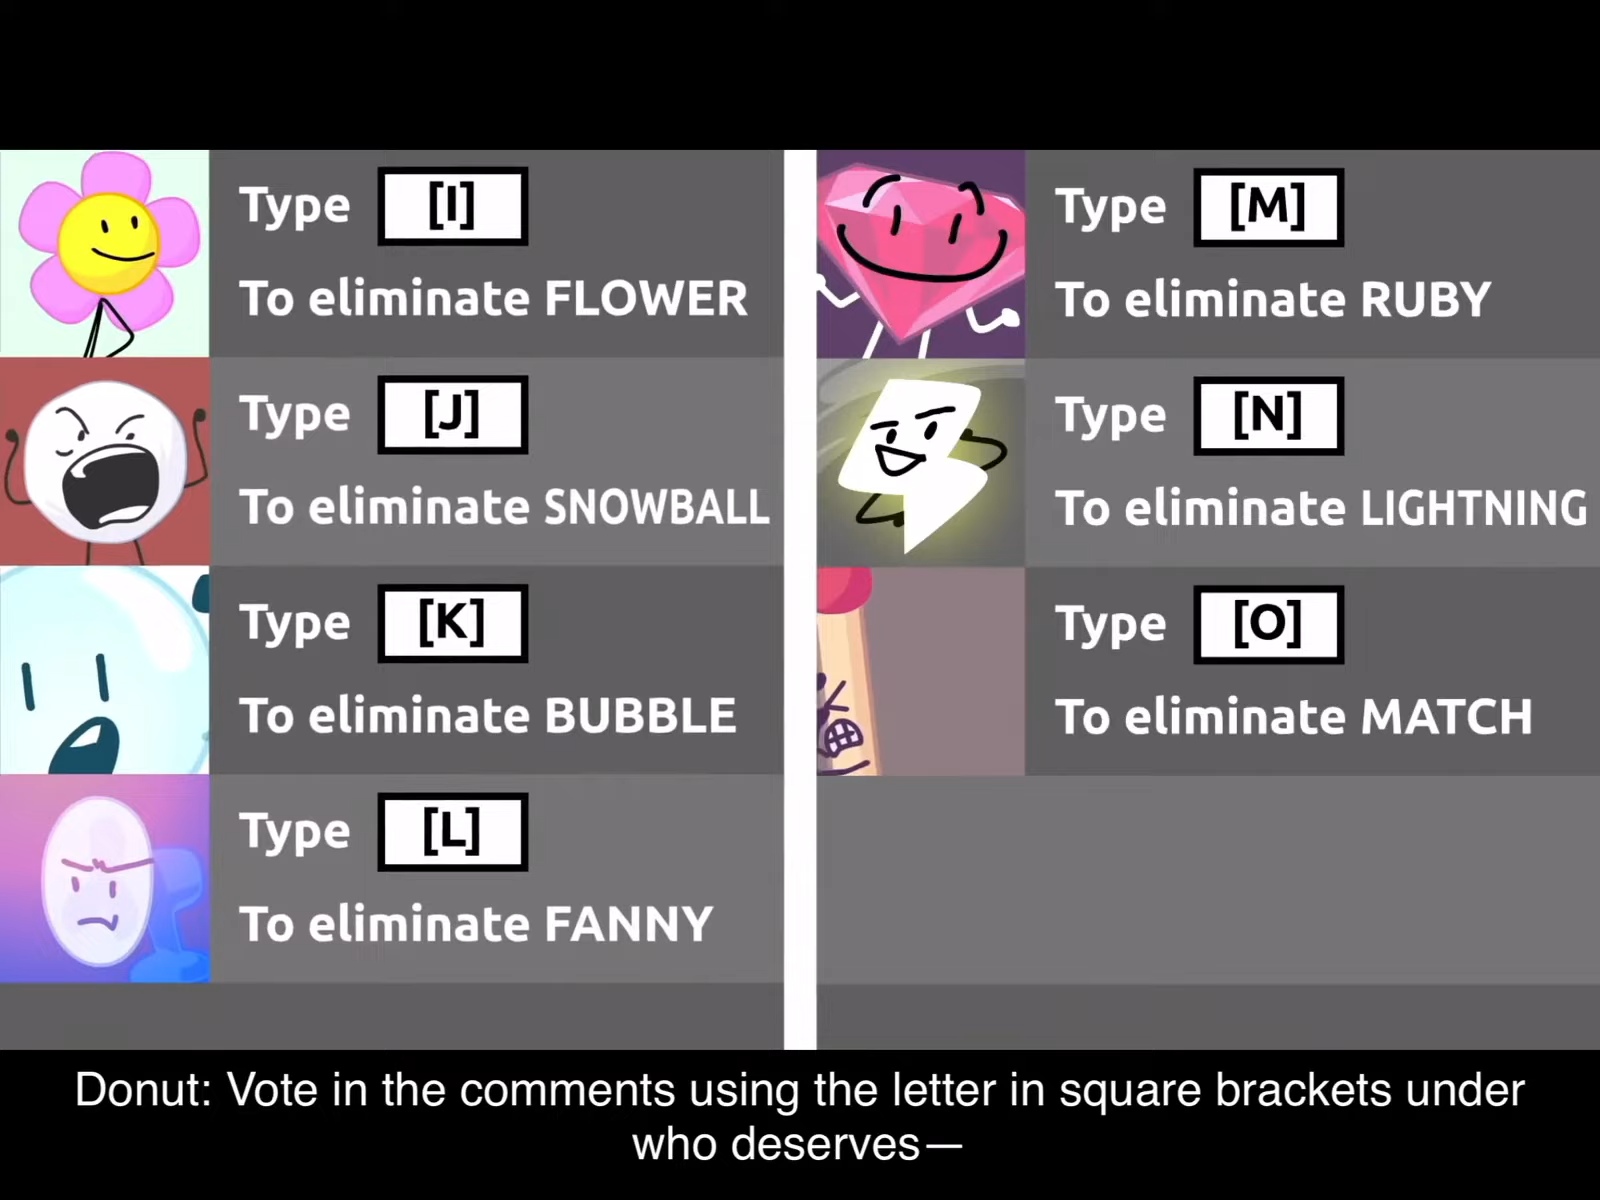 Type [I]
To eliminate FLOWER
Type [J]
To eliminate SNOWBALL
Type [K]
To eliminate BUBBLE
Type [L]
To eliminate FANNY
Type [M]
To eliminate RUBY
Type [N]
To eliminate LIGHTNING
Type [O]
To eliminate MATCH
Donut: Vote in the comments using the letter in square brackets under
who deserves—